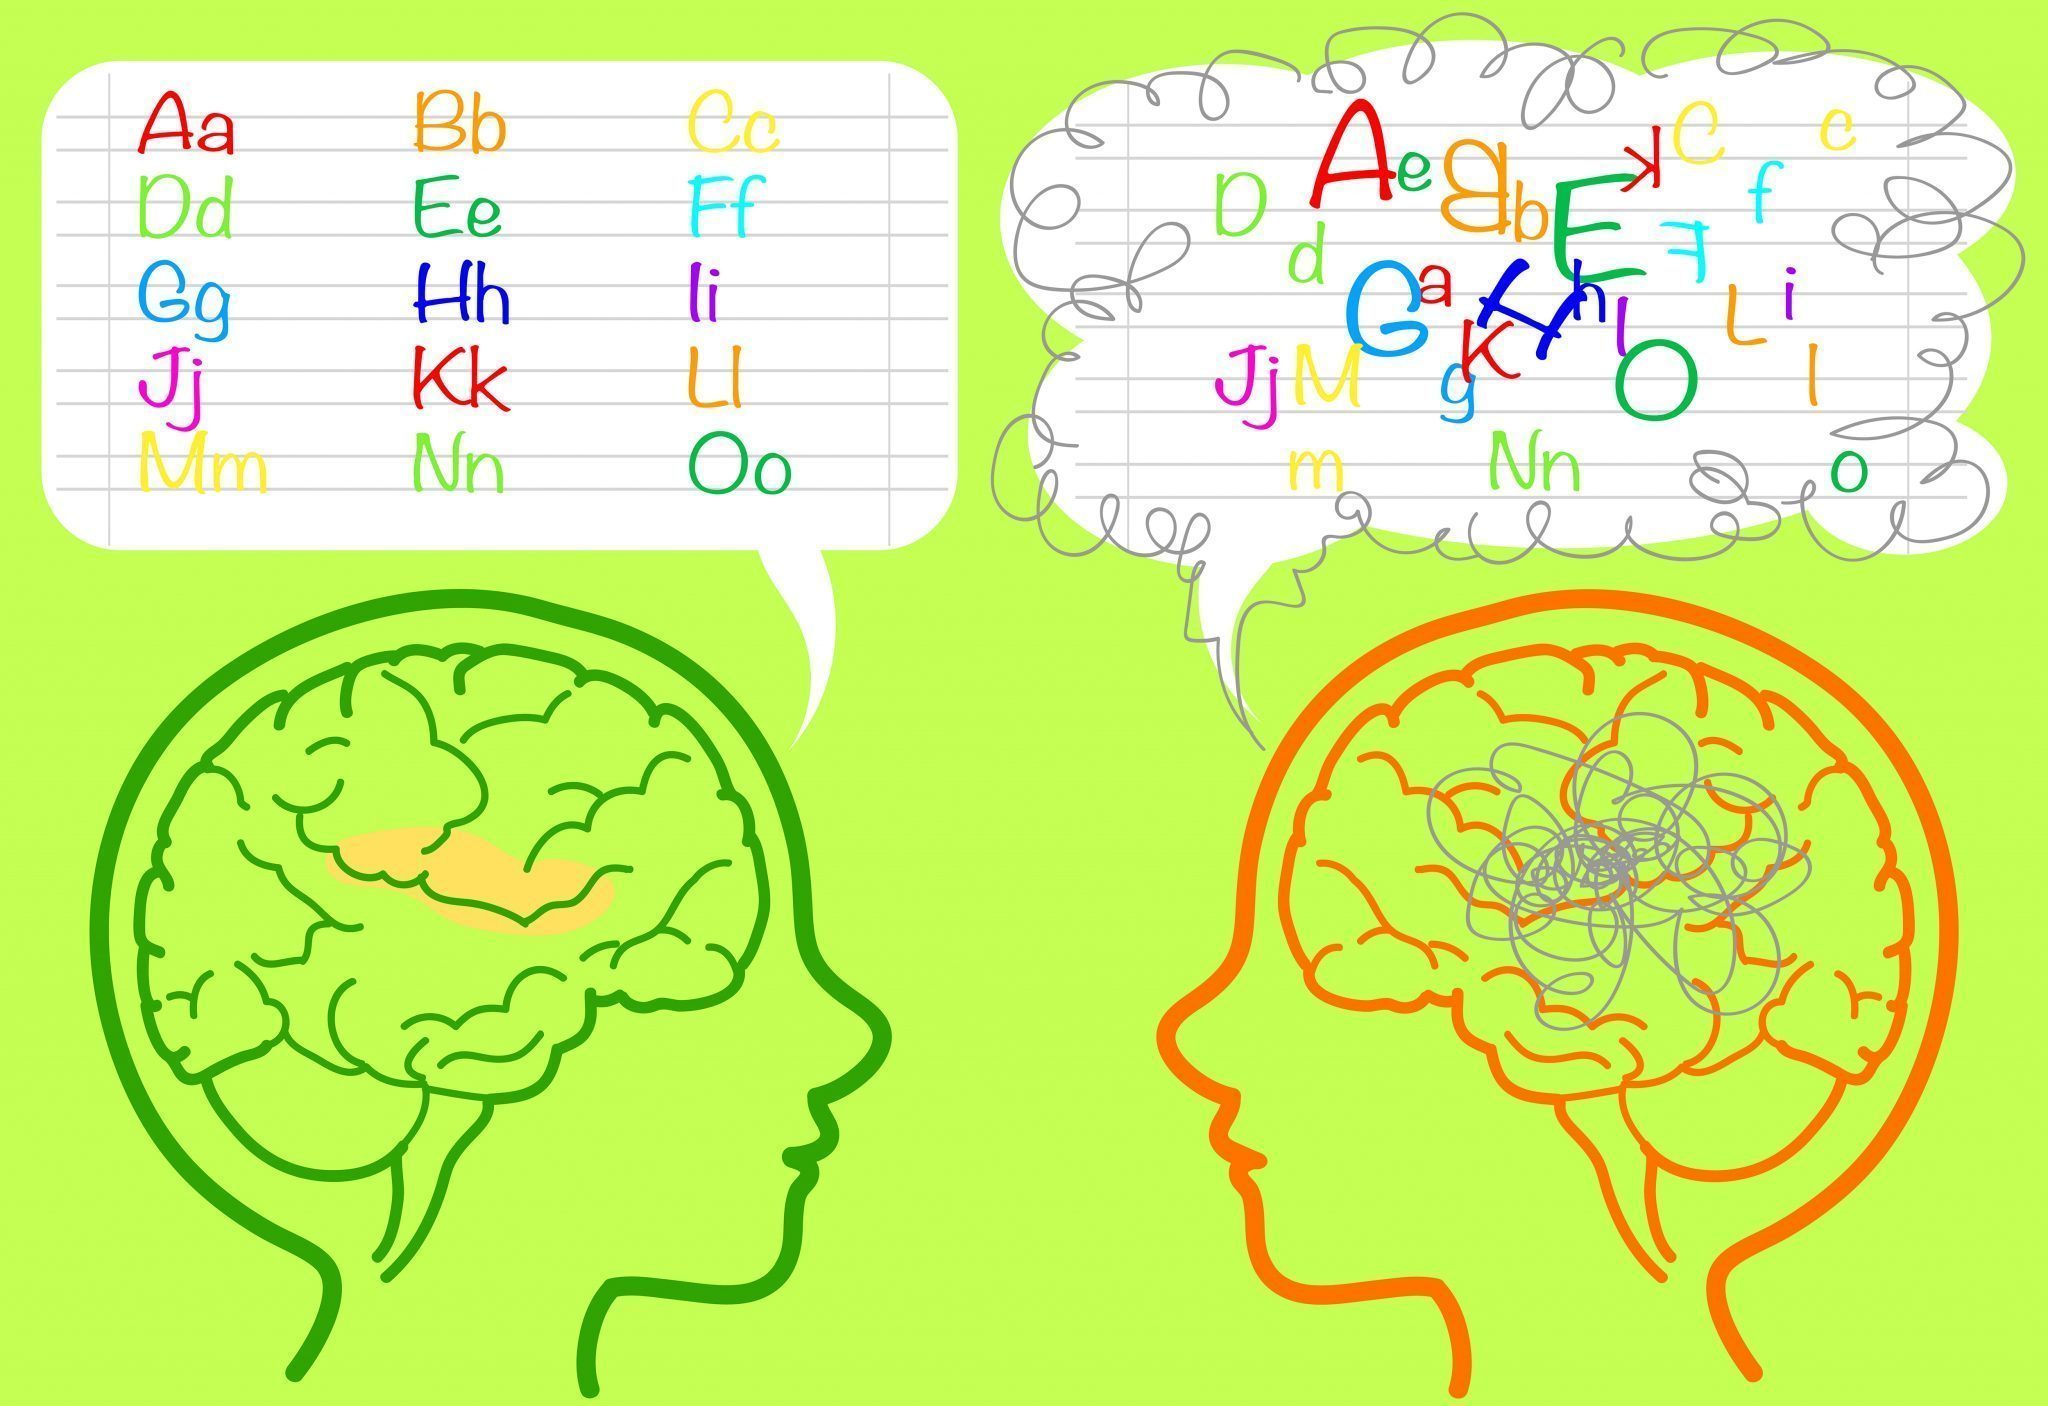 Aa Bb Cc
Dd Ee Ff
Gg Hh Ii
Jj Kk Ll
Mm Nn Oo
A e B b E k C c
D d F f
G a H h I L i
Jj M g K O l
m Nn o